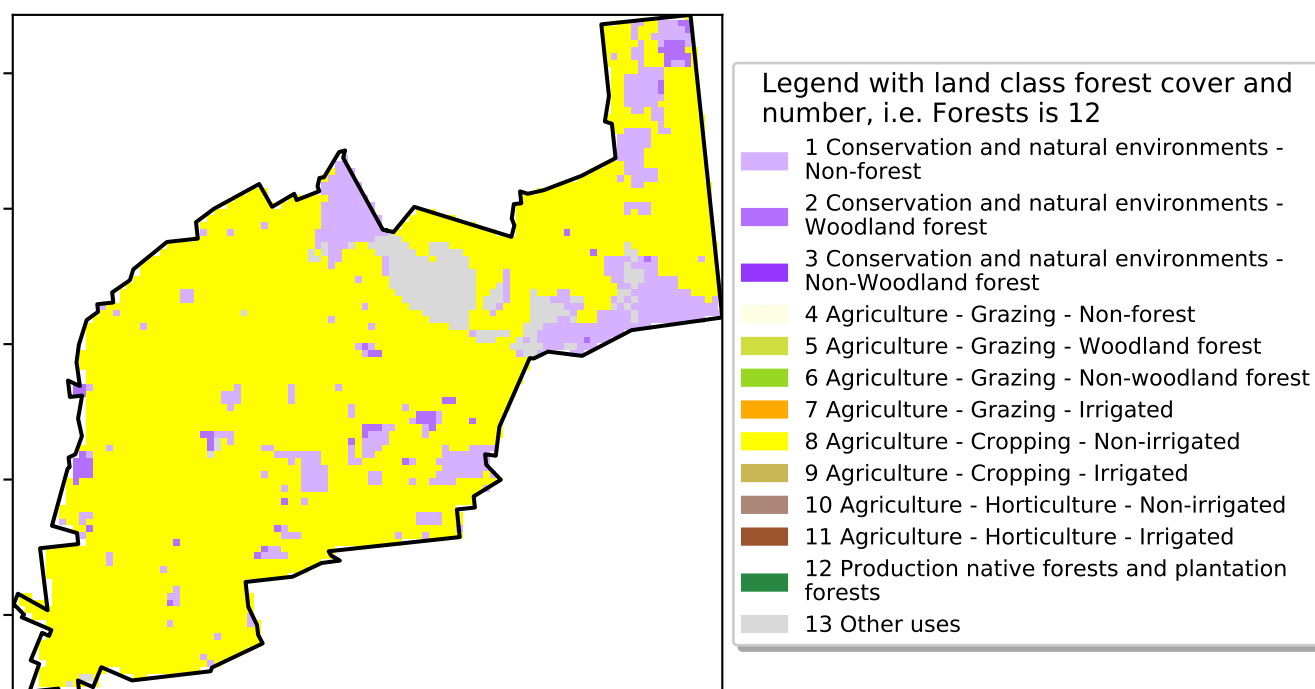 Legend with land class forest cover and
number, i.e. Forests is 12
1 Conservation and natural environments -
Non-forest
2 Conservation and natural environments -
Woodland forest
3 Conservation and natural environments -
Non-Woodland forest
4 Agriculture - Grazing - Non-forest
5 Agriculture - Grazing - Woodland forest
6 Agriculture - Grazing - Non-woodland forest
7 Agriculture - Grazing - Irrigated
8 Agriculture - Cropping - Non-irrigated
9 Agriculture - Cropping - Irrigated
10 Agriculture - Horticulture - Non-irrigated
11 Agriculture - Horticulture - Irrigated
12 Production native forests and plantation
forests
13 Other uses